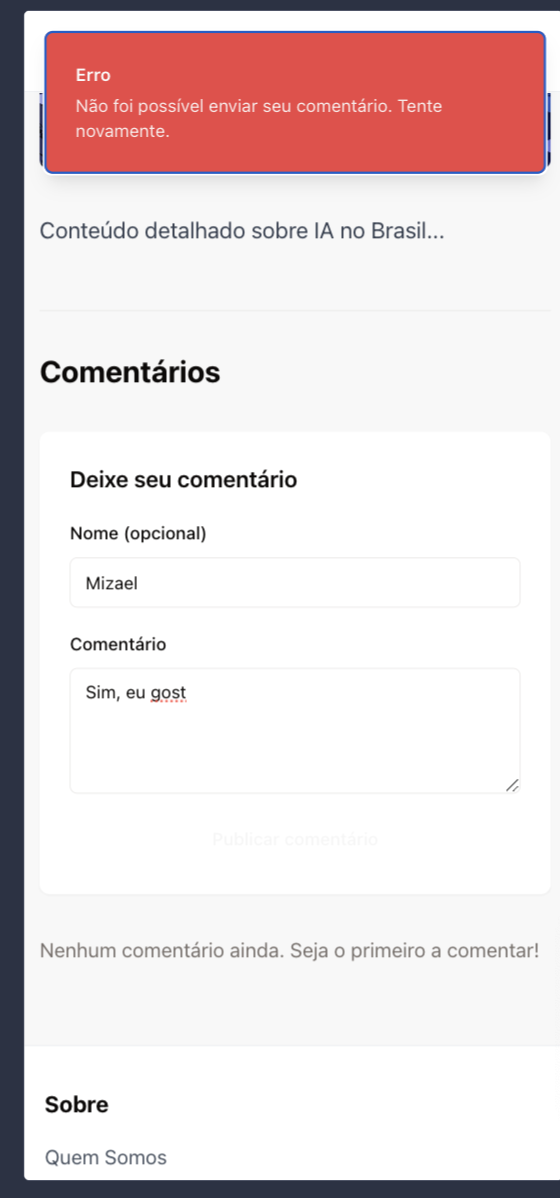 Erro
Não foi possível enviar seu comentário. Tente
novamente.
Conteúdo detalhado sobre IA no Brasil...
Comentários
Deixe seu comentário
Nome (opcional)
Mizael
Comentário
Sim, eu gost
Publicar comentário
Nenhum comentário ainda. Seja o primeiro a comentar!
Sobre
Quem Somos